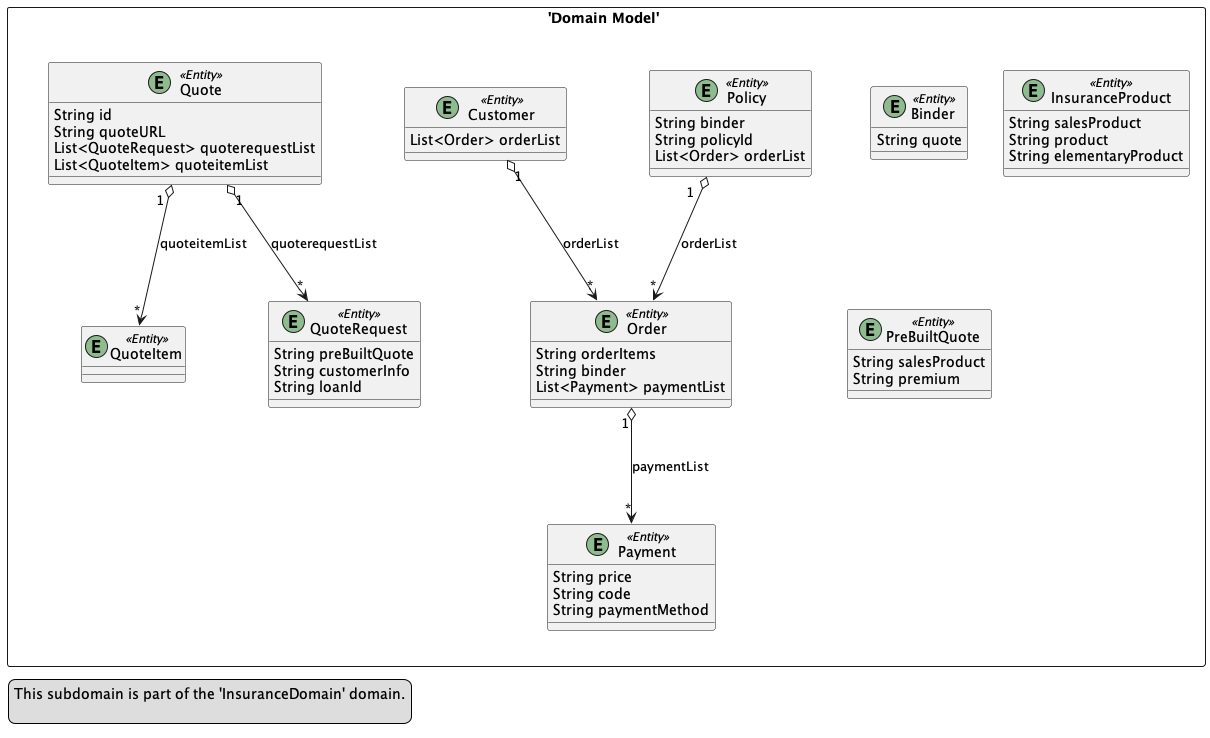 'Domain Model'
E «Entity»
Quote
String id
String quoteURL
List<QuoteRequest> quoterequestList
List<QuoteItem> quoteitemList
E «Entity»
Customer
List<Order> orderList
E «Entity»
Policy
String binder
String policyId
List<Order> orderList
E «Entity»
Binder
String quote
E «Entity»
InsuranceProduct
String salesProduct
String product
String elementaryProduct
1
1
1
1
quoteitemList
quoterequestList
orderList
orderList
*
*
*
*
E «Entity»
QuoteItem
E «Entity»
QuoteRequest
String preBuiltQuote
String customerInfo
String loanId
E «Entity»
Order
String orderItems
String binder
List<Payment> paymentList
E «Entity»
PreBuiltQuote
String salesProduct
String premium
1
paymentList
*
E «Entity»
Payment
String price
String code
String paymentMethod
This subdomain is part of the 'InsuranceDomain' domain.